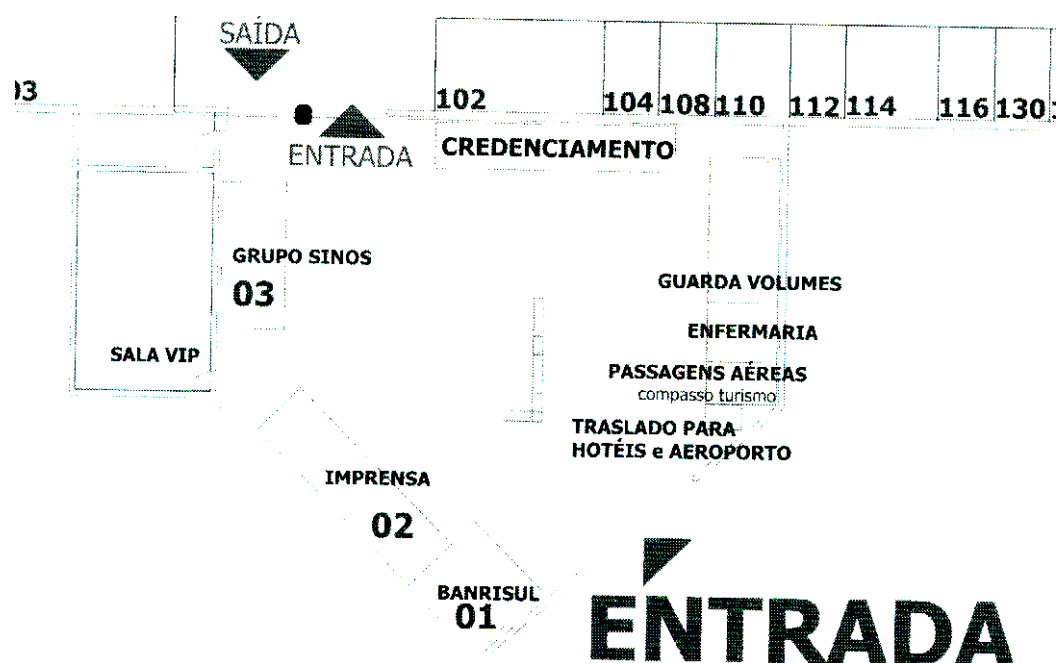 SAÍDA
03
102
104
108
110
112
114
116
130
ENTRADA
CREDENCIAMENTO
GRUPO SINOS
03
GUARDA VOLUMES
ENFERMARIA
SALA VIP
PASSAGENS AÉREAS
compasso turismo
TRASLADO PARA
HOTÉIS e AEROPORTO
IMPRENSA
02
BANRISUL
01
ENTRADA